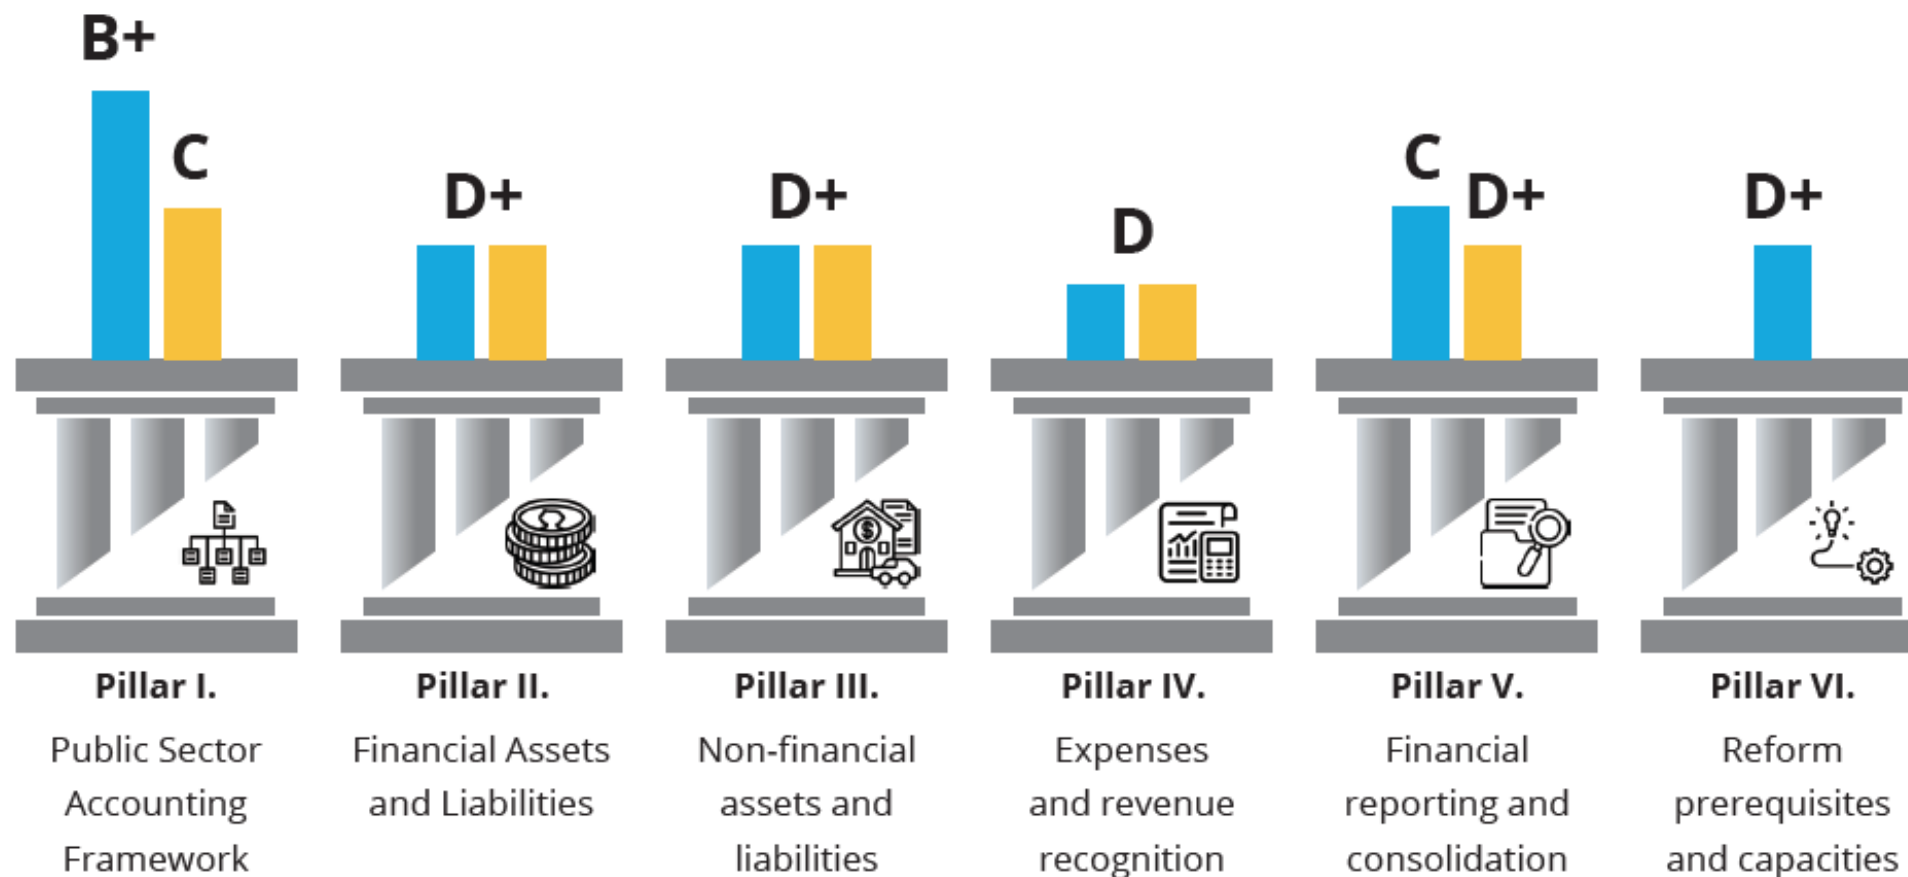 B+
C
D+
D+
D
C
D+
D+
Pillar I.
Public Sector
Accounting
Framework
Pillar II.
Financial Assets
and Liabilities
Pillar III.
Non-financial
assets and
liabilities
Pillar IV.
Expenses
and revenue
recognition
Pillar V.
Financial
reporting and
consolidation
Pillar VI.
Reform
prerequisites
and capacities